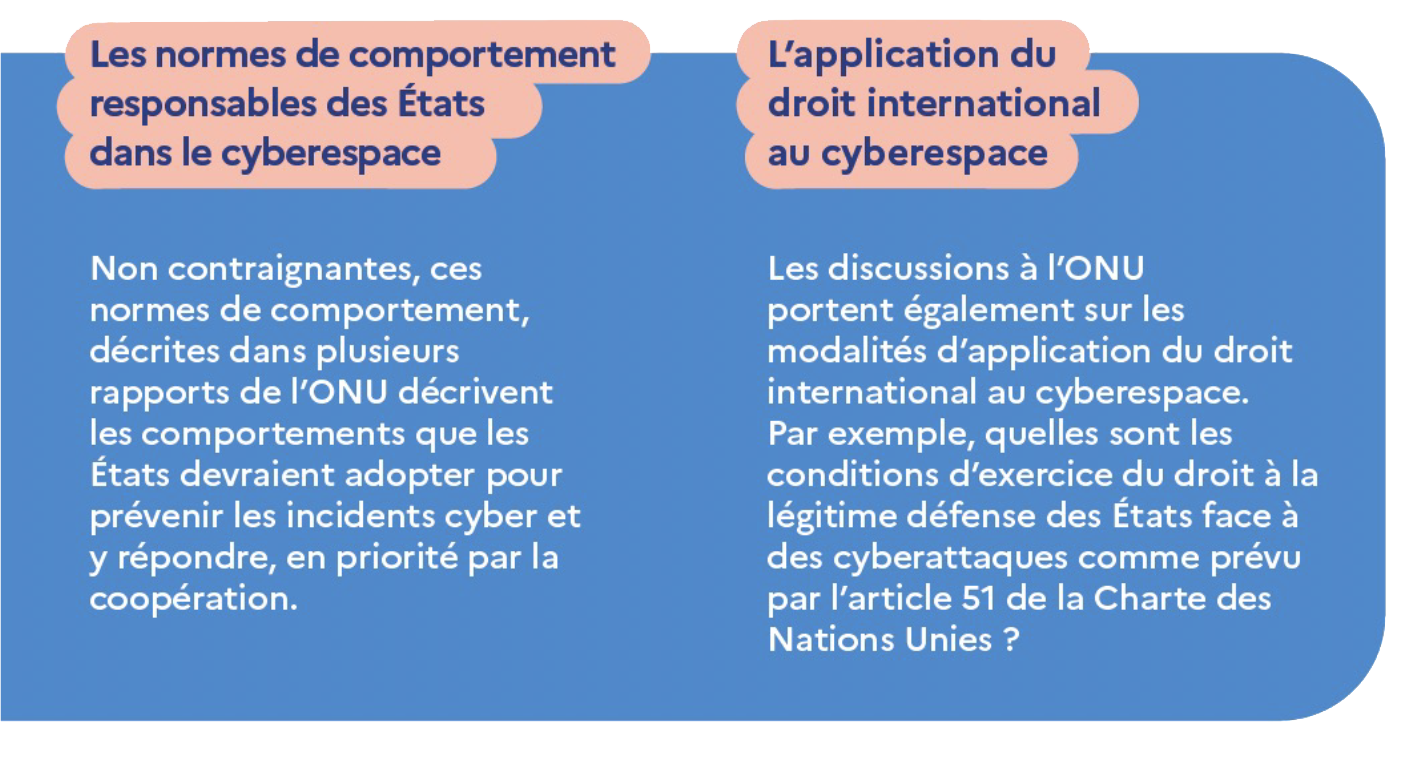 Les normes de comportement
responsables des États
dans le cyberespace
Non contraignantes, ces
normes de comportement,
décrites dans plusieurs
rapports de l’ONU décrivent
les comportements que les
États devraient adopter pour
prévenir les incidents cyber et
y répondre, en priorité par la
coopération.
L’application du
droit international
au cyberespace
Les discussions à l’ONU
portent également sur les
modalités d’application du droit
international au cyberespace.
Par exemple, quelles sont les
conditions d’exercice du droit à la
légitime défense des États face à
des cyberattaques comme prévu
par l’article 51 de la Charte des
Nations Unies ?